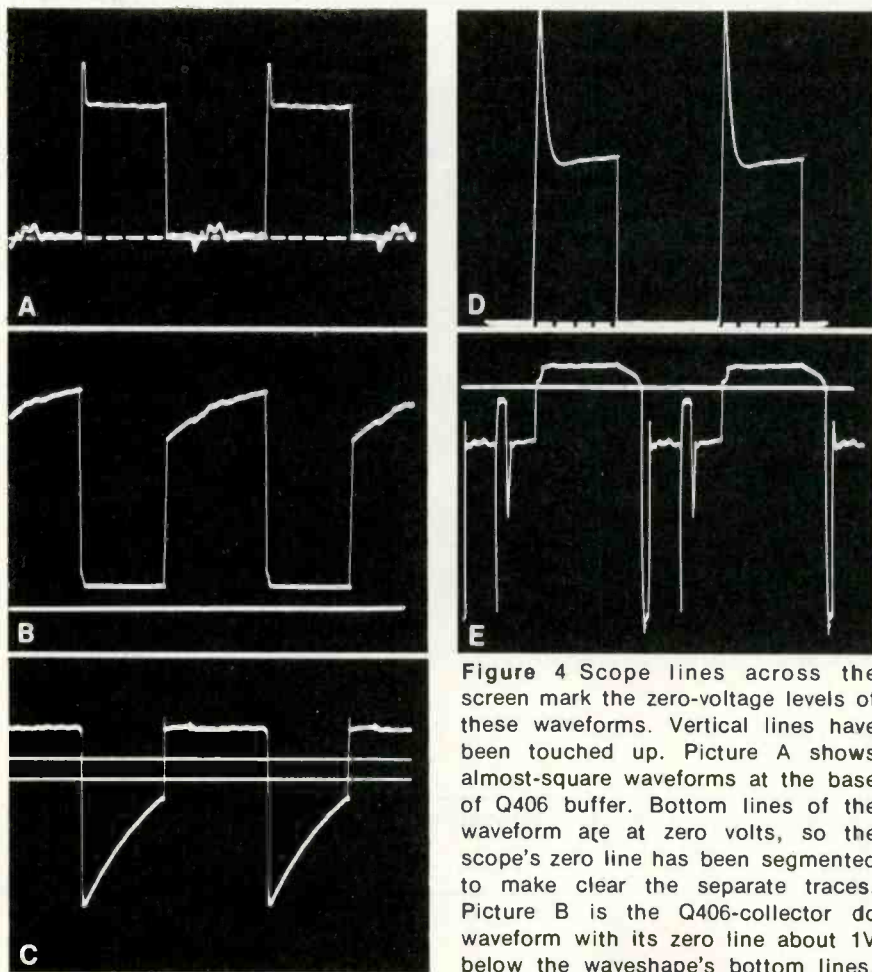 A
B
C
D
E
Figure 4 Scope lines across the
screen mark the zero-voltage levels of
these waveforms. Vertical lines have
been touched up. Picture A shows
almost-square waveforms at the base
of Q406 buffer. Bottom lines of the
waveform are at zero volts, so the
scope's zero line has been segmented
to make clear the separate traces.
Picture B is the Q406-collector dc
waveform with its zero line about 1V
below the waveshape's bottom lines.